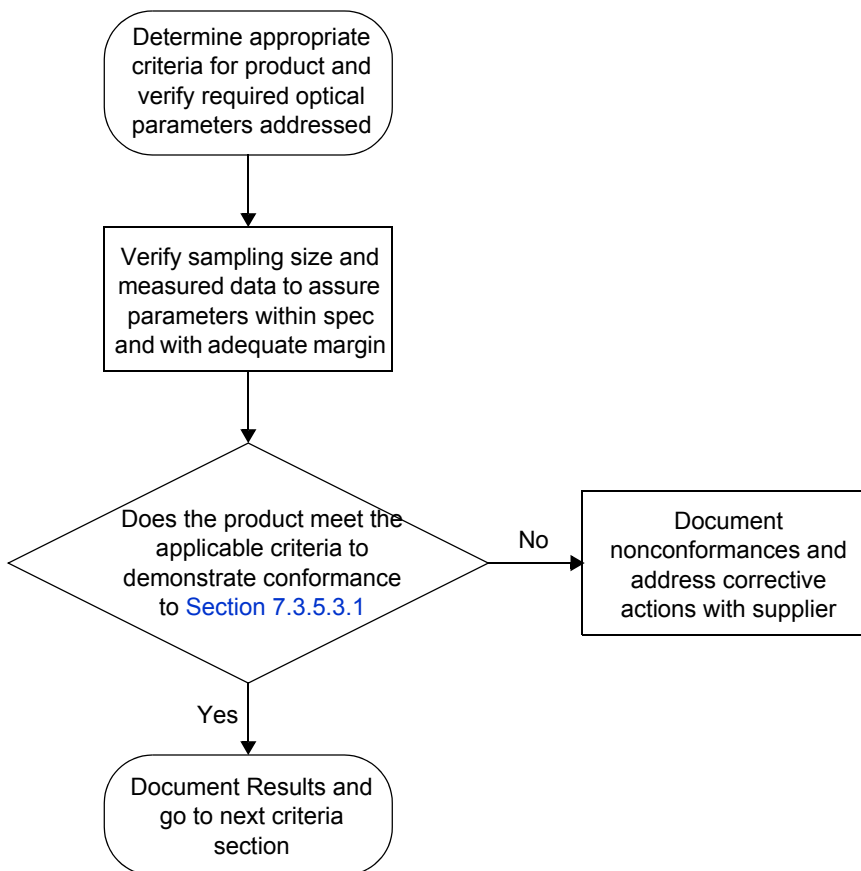 Determine appropriate
criteria for product and
verify required optical
parameters addressed
Verify sampling size and
measured data to assure
parameters within spec
and with adequate margin
Does the product meet the
applicable criteria to
demonstrate conformance
to Section 7.3.5.3.1
No
Document
nonconformances and
address corrective
actions with supplier
Yes
Document Results and
go to next criteria
section